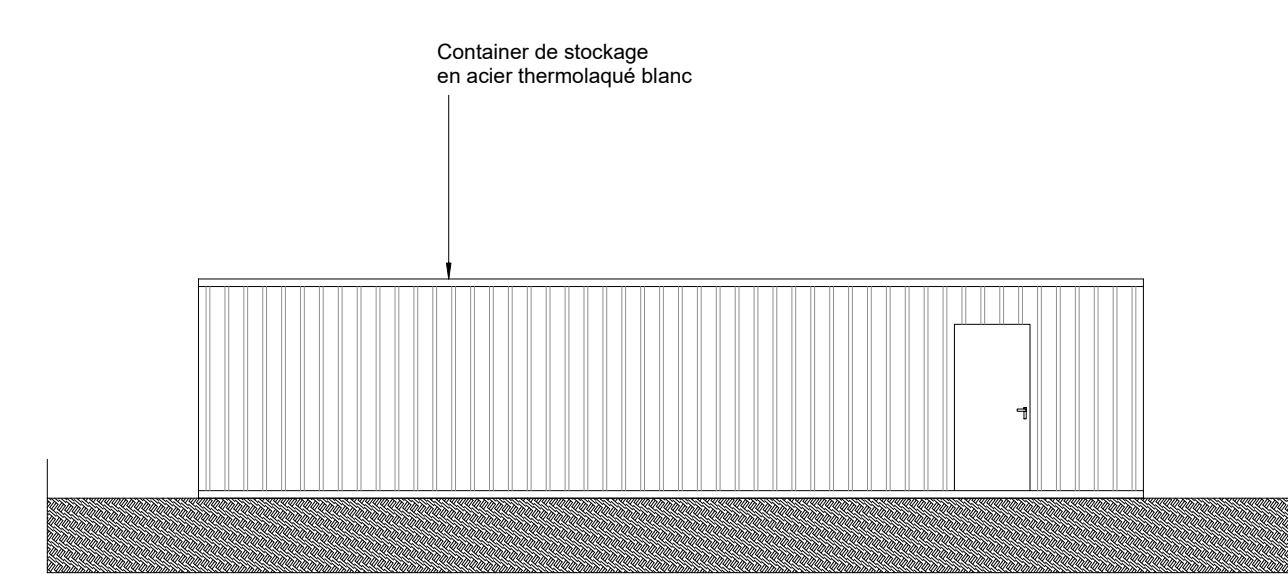 Container de stockage
en acier thermolaqué blanc